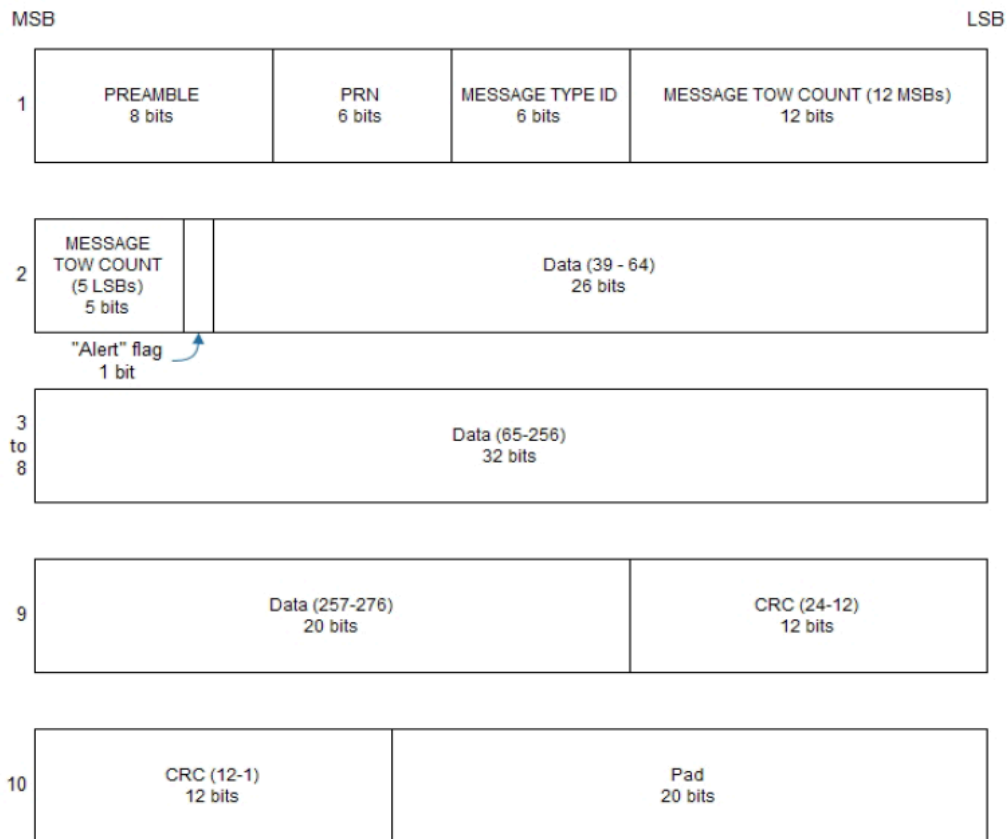 MSB LSB
1
PREAMBLE
8 bits
PRN
6 bits
MESSAGE TYPE ID
6 bits
MESSAGE TOW COUNT (12 MSBs)
12 bits
2
MESSAGE
TOW COUNT
(5 LSBs)
5 bits
Data (39 - 64)
26 bits
"Alert" flag
1 bit
3
to
8
Data (65-256)
32 bits
9
Data (257-276)
20 bits
CRC (24-12)
12 bits
10
CRC (12-1)
12 bits
Pad
20 bits